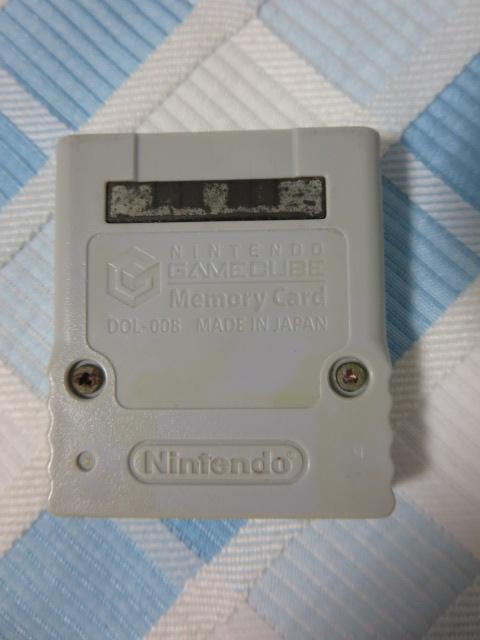 NINTENDO
GAMECUBE
Memory Card
DOL-008 MADE IN JAPAN
Nintendo